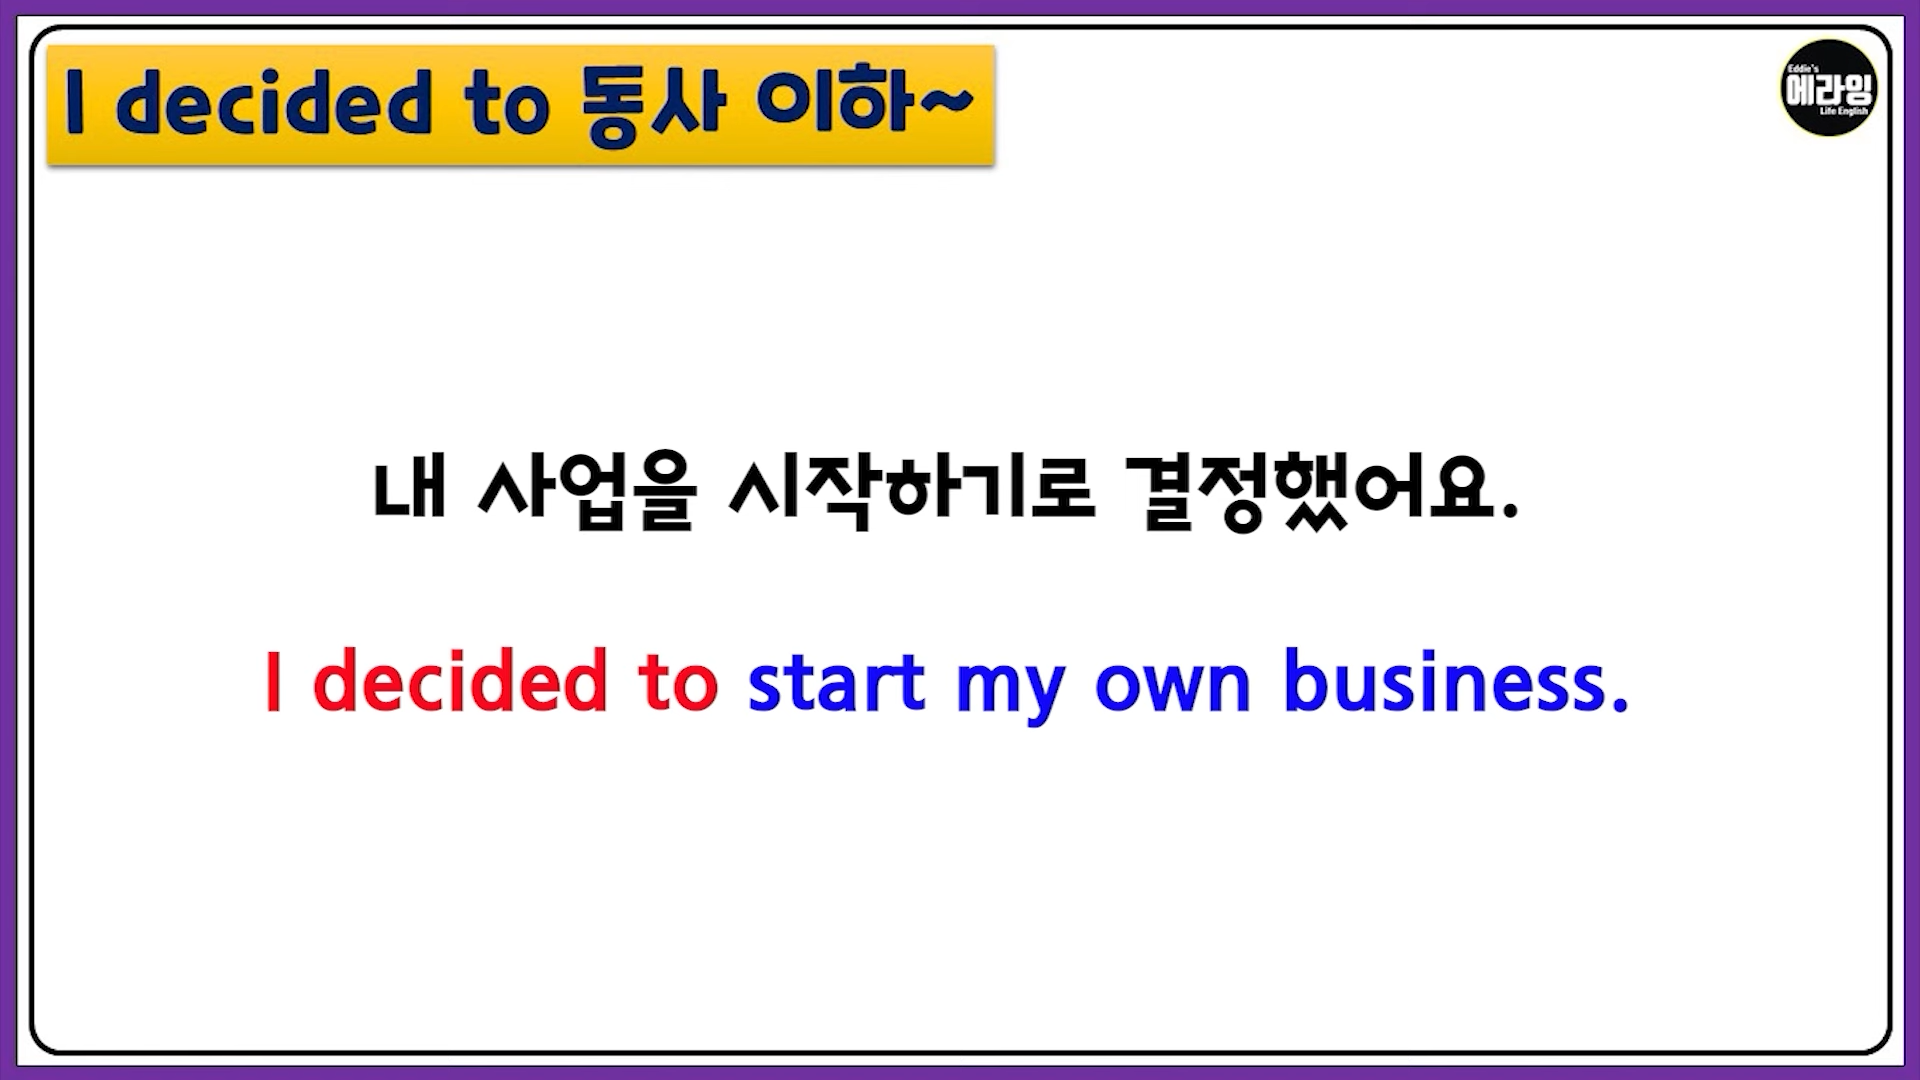 I decided to 동사 이하~
Eddie's
에라잉
Life English
내 사업을 시작하기로 결정했어요.
I decided to start my own business.